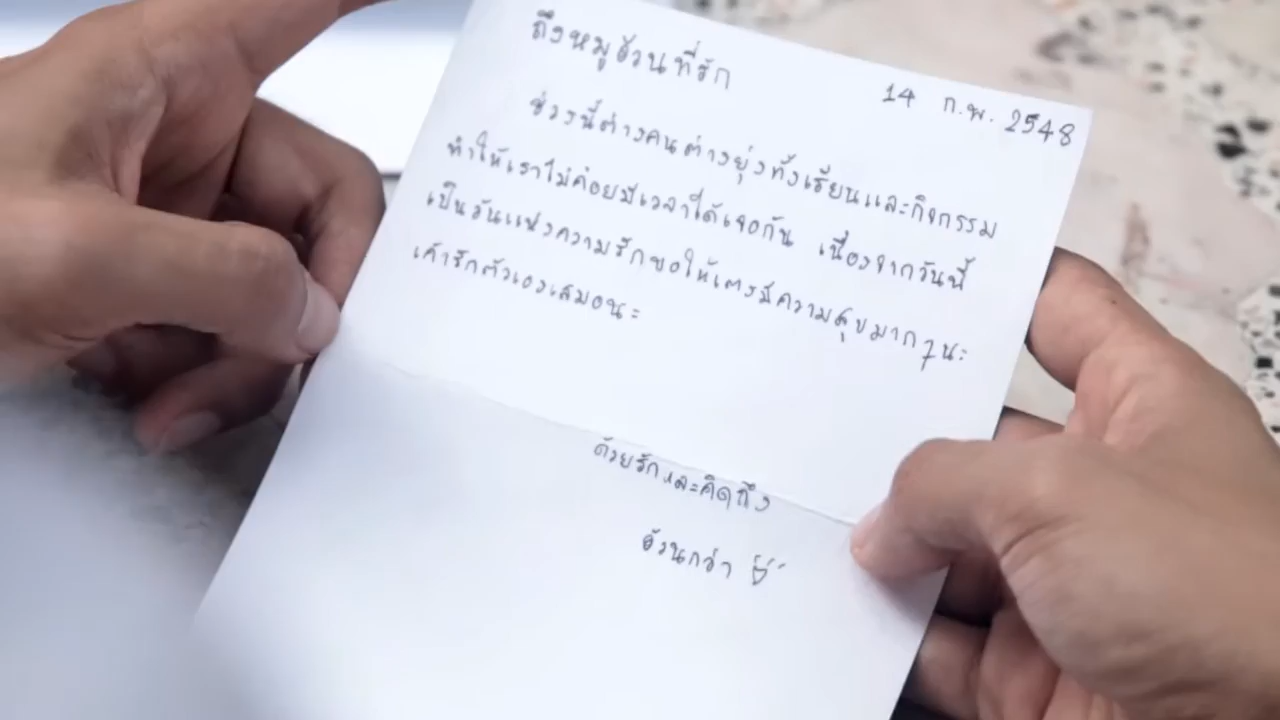 ถึงหมูอ้วนที่รัก
14 ก.พ. 2548
ช่วงนี้ต่างคนต่างยุ่งทั้งเรียนและกิจกรรม
ทำให้เราไม่ค่อยมีเวลาได้เจอกัน เนื่องจากวันนี้
เป็นวันแห่งความรักขอให้เตงมีความสุขมากๆนะ
เค้ารักตัวเองเสมอนะ
ด้วยรักและคิดถึง
อ้วนกว่า